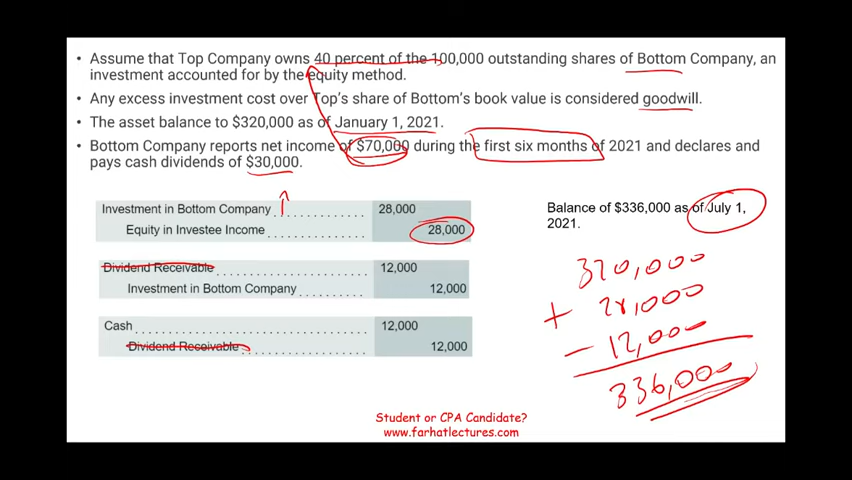 • Assume that Top Company owns 40 percent of the 100,000 outstanding shares of Bottom Company, an
investment accounted for by the equity method.
• Any excess investment cost over Top's share of Bottom's book value is considered goodwill.
• The asset balance to $320,000 as of January 1, 2021.
• Bottom Company reports net income of $70,000 during the first six months of 2021 and declares and
pays cash dividends of $30,000.
Investment in Bottom Company 28,000
Equity in Investee Income 28,000
Dividend Receivable 12,000
Investment in Bottom Company 12,000
Cash 12,000
Dividend Receivable 12,000
Balance of $336,000 as of July 1,
2021.
320,000
+ 28,000
- 12,000
336,000
Student or CPA Candidate?
www.farhatlectures.com